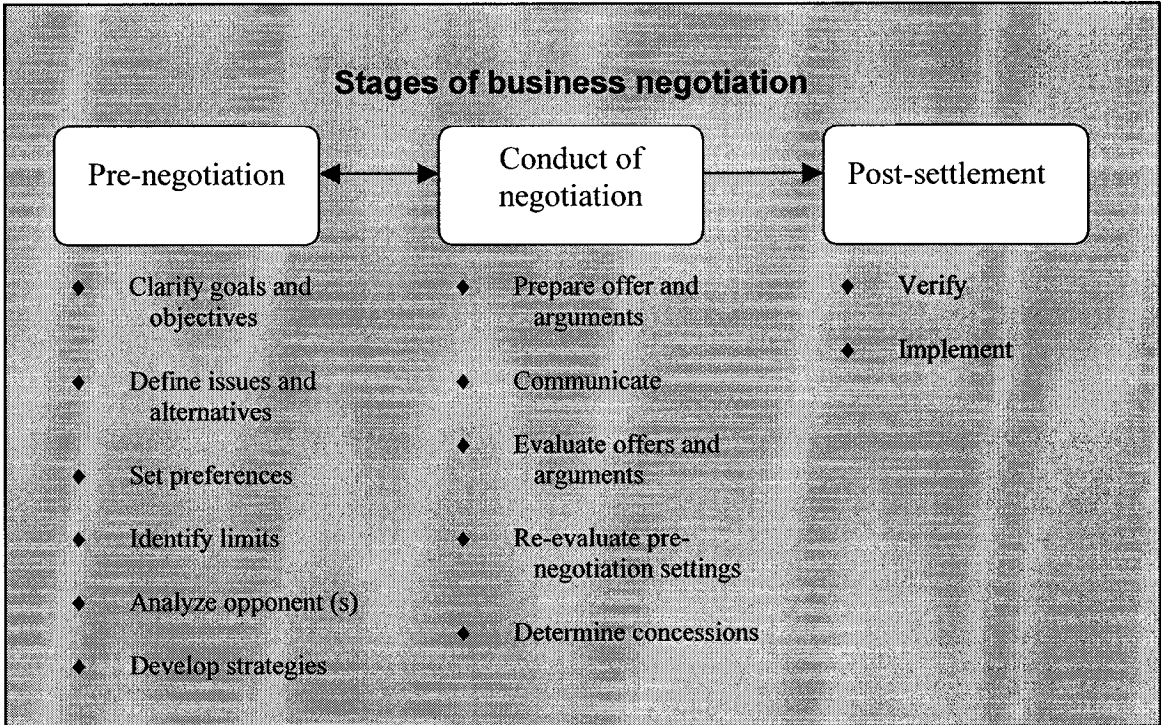 Stages of business negotiation
Pre-negotiation
Conduct of
negotiation
Post-settlement
♦ Clarify goals and
objectives
♦ Define issues and
alternatives
♦ Set preferences
♦ Identify limits
♦ Analyze opponent (s)
♦ Develop strategies
♦ Prepare offer and
arguments
♦ Communicate
♦ Evaluate offers and
arguments
♦ Re-evaluate pre-
negotiation settings
♦ Determine concessions
♦ Verify
♦ Implement